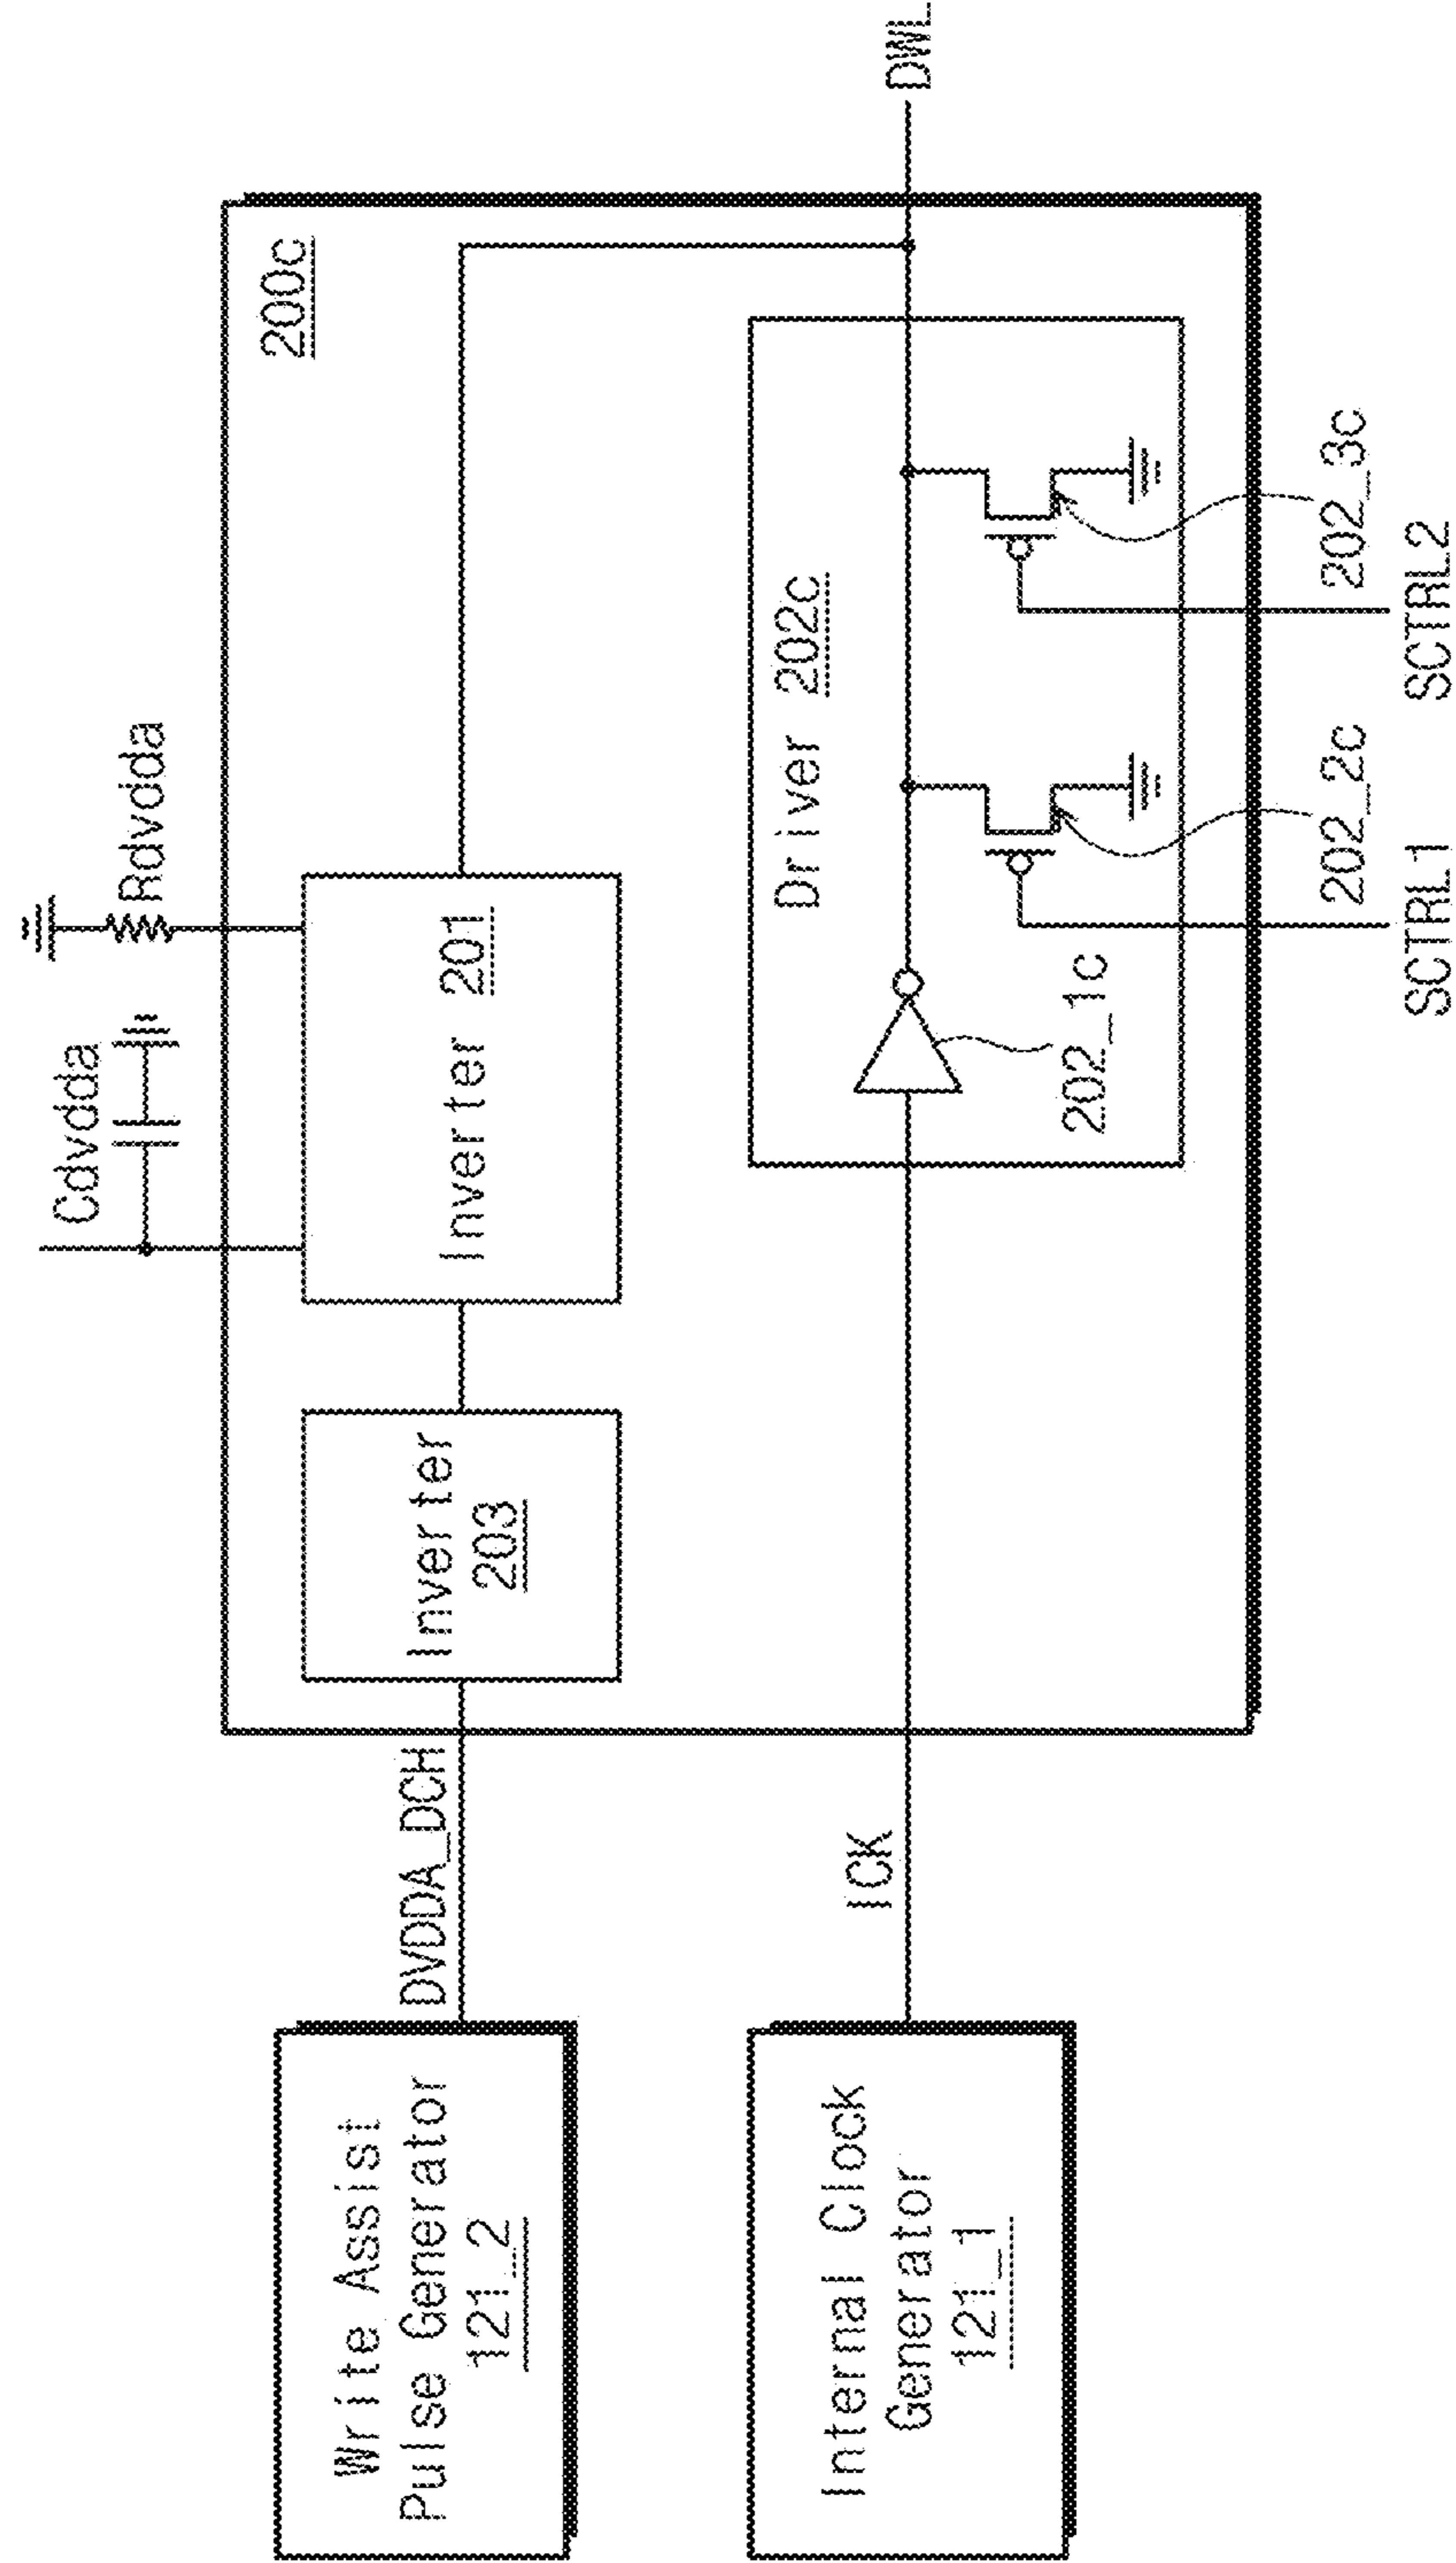 Cdvdda
Rdvdda
200c
Write Assist
Pulse Generator
121_2
DVDDA_DCH
Inverter
203
Inverter 201
Driver 202c
Internal Clock
Generator
121_1
ICK
DWL
202_1c
202_2c
202_3c
SCTRL1
SCTRL2